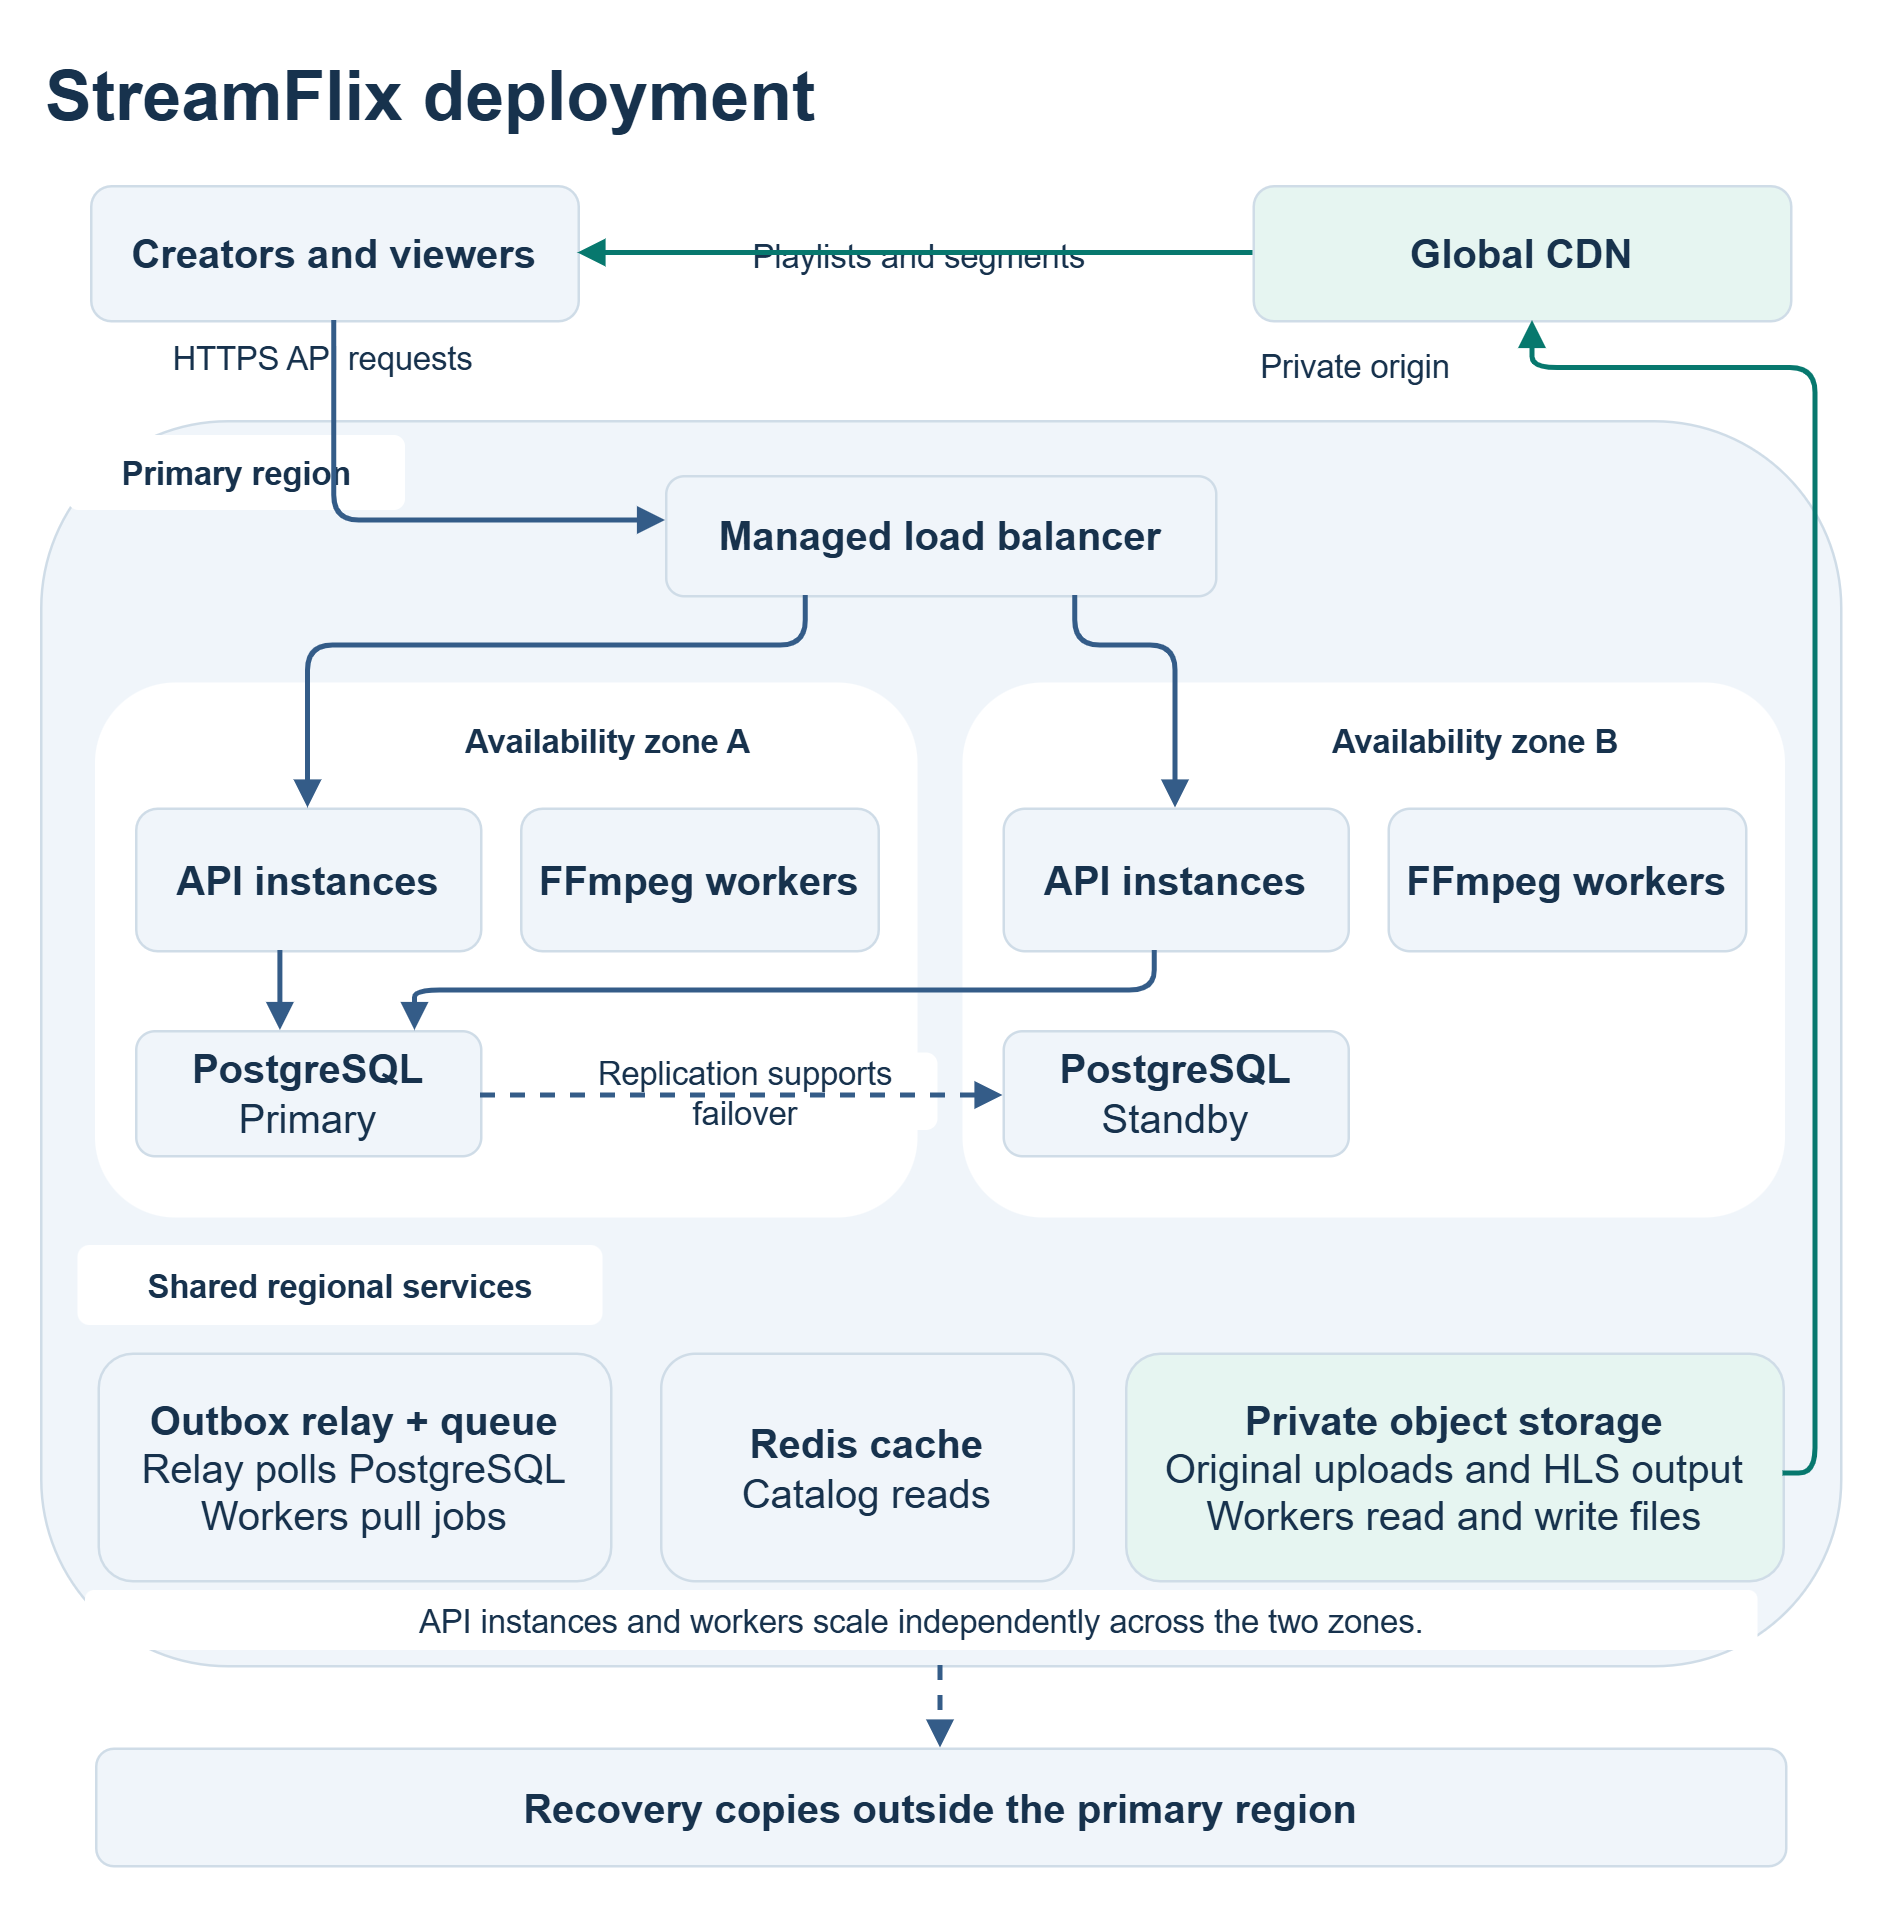 StreamFlix deployment
Creators and viewers
Playlists and segments
Global CDN
HTTPS API requests
Private origin
Primary region
Managed load balancer
Availability zone A
Availability zone B
API instances
FFmpeg workers
API instances
FFmpeg workers
PostgreSQL
Primary
Replication supports
failover
PostgreSQL
Standby
Shared regional services
Outbox relay + queue
Relay polls PostgreSQL
Workers pull jobs
Redis cache
Catalog reads
Private object storage
Original uploads and HLS output
Workers read and write files
API instances and workers scale independently across the two zones.
Recovery copies outside the primary region